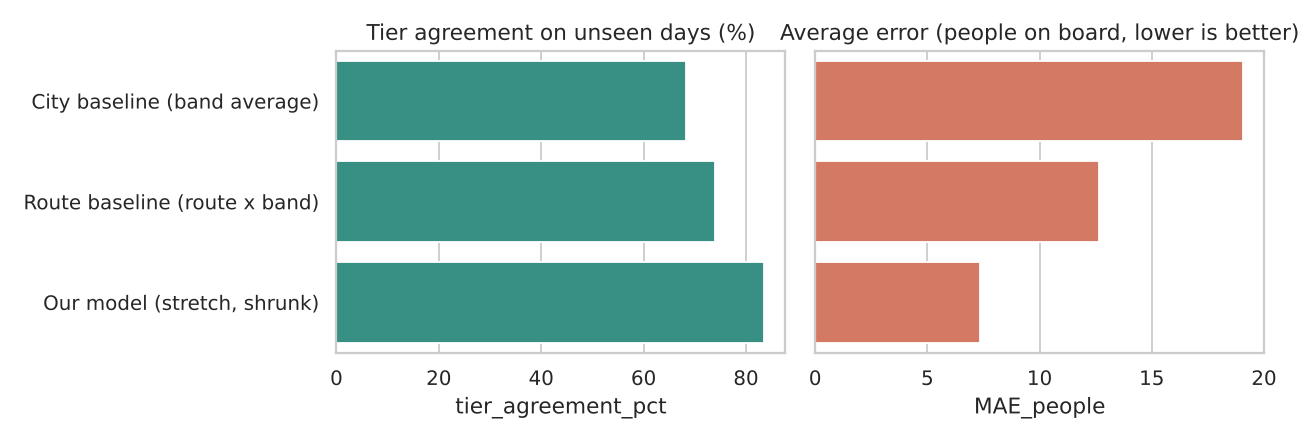 Tier agreement on unseen days (%)
Average error (people on board, lower is better)
City baseline (band average)
Route baseline (route x band)
Our model (stretch, shrunk)
0 20 40 60 80
0 5 10 15 20
tier_agreement_pct
MAE_people